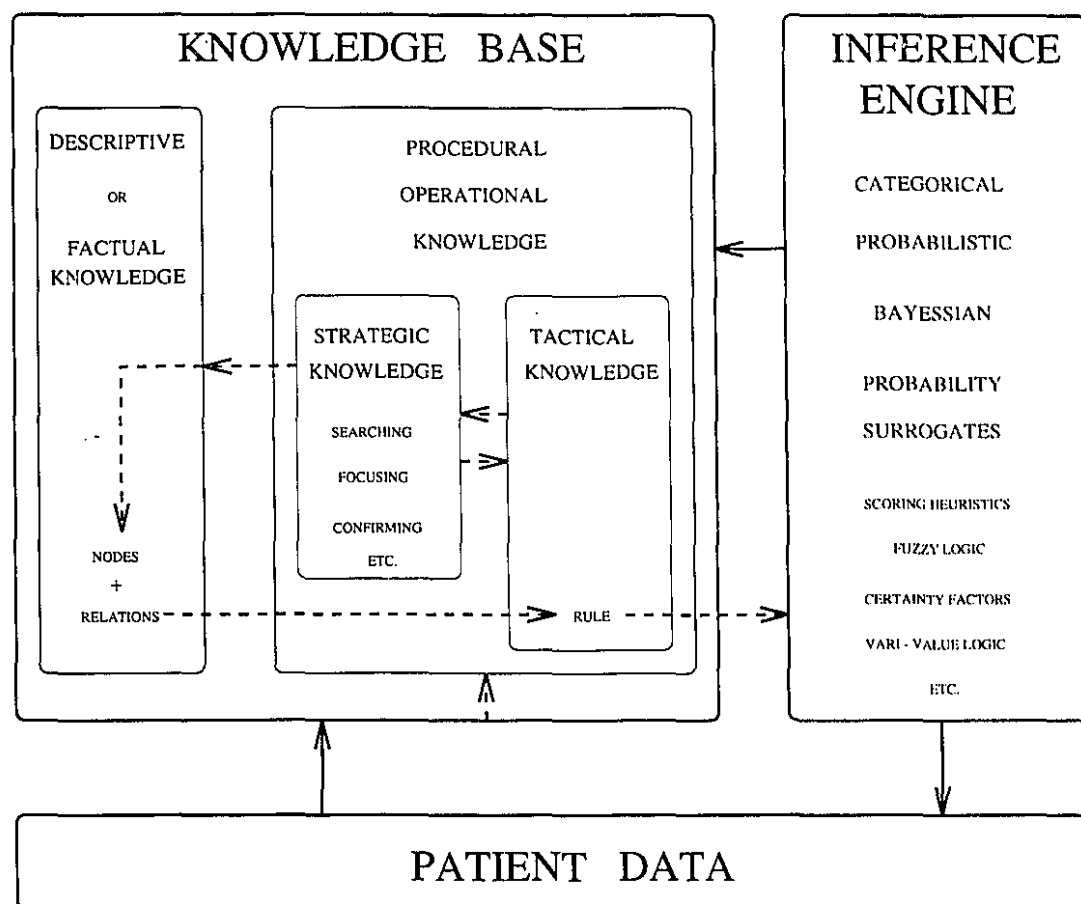 KNOWLEDGE BASE
DESCRIPTIVE
OR
FACTUAL
KNOWLEDGE
NODES
+
RELATIONS
PROCEDURAL
OPERATIONAL
KNOWLEDGE
STRATEGIC
KNOWLEDGE
SEARCHING
FOCUSING
CONFIRMING
ETC.
TACTICAL
KNOWLEDGE
RULE
INFERENCE
ENGINE
CATEGORICAL
PROBABILISTIC
BAYESSIAN
PROBABILITY
SURROGATES
SCORING HEURISTICS
FUZZY LOGIC
CERTAINTY FACTORS
VARI - VALUE LOGIC
ETC.
PATIENT DATA